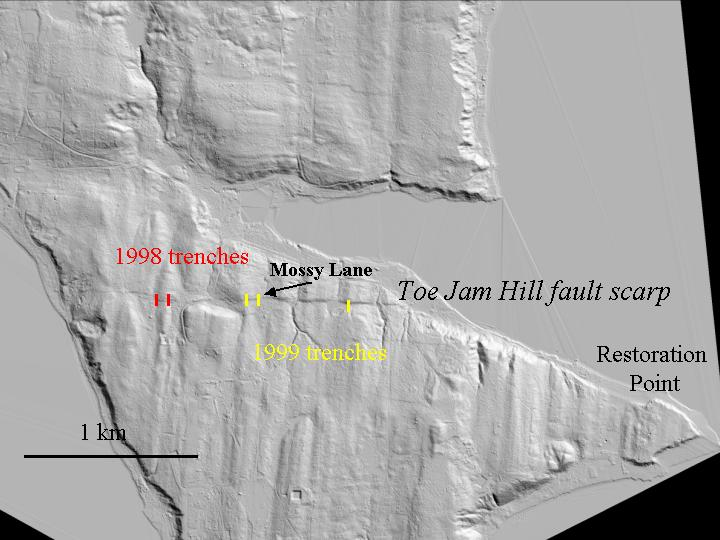 1998 trenches
Mossy Lane
Toe Jam Hill fault scarp
1999 trenches
Restoration
Point
1 km